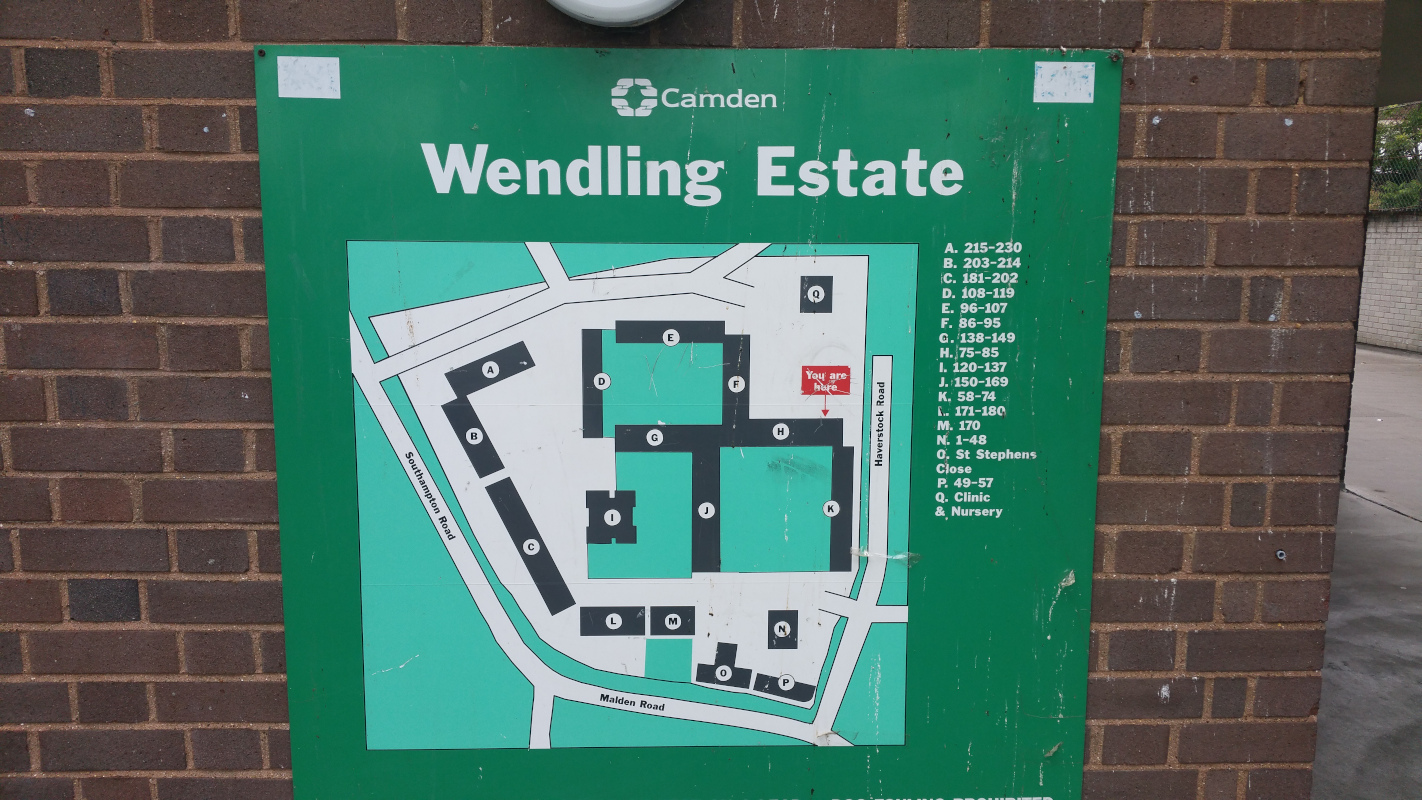 Camden
Wendling Estate
A. 215-230
B. 203-214
C. 181-202
D. 108-119
E. 96-107
F. 86-95
G. 138-149
H. 75-85
I. 120-137
J. 150-169
K. 58-74
L. 171-180
M. 170
N. 1-48
O. St Stephens
Close
P. 49-57
Q. Clinic
& Nursery
Q
E
A
You are
here
D
F
Haverstock Road
B
G
H
Southampton Road
I
J
K
C
L
M
N
O
P
Malden Road
PROHIBITED